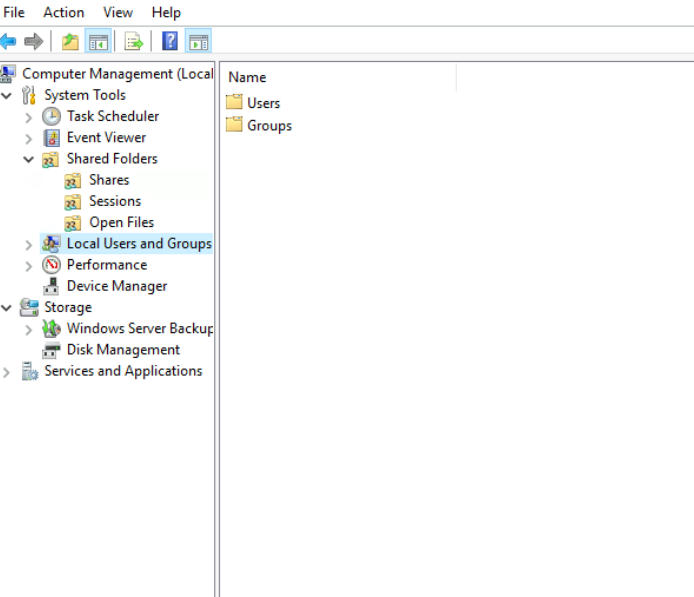 File Action View Help
Computer Management (Local
System Tools
Task Scheduler
Event Viewer
Shared Folders
Shares
Sessions
Open Files
Local Users and Groups
Performance
Device Manager
Storage
Windows Server Backup
Disk Management
Services and Applications
Name
Users
Groups